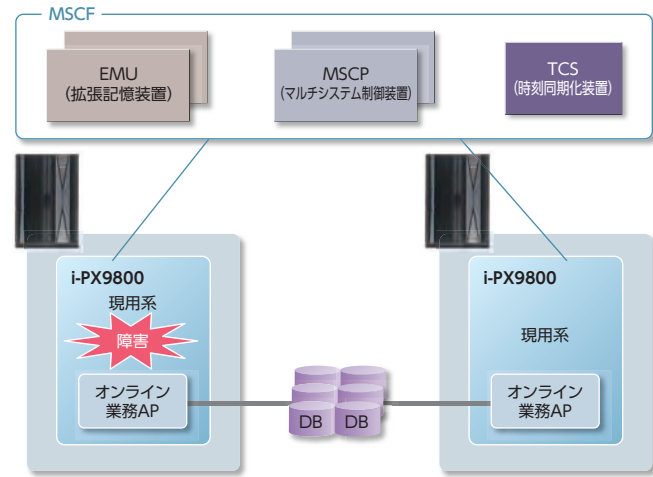 MSCF
EMU
（拡張記憶装置）
MSCP
（マルチシステム制御装置）
TCS
（時刻同期化装置）
i-PX9800
現用系
障害
オンライン
業務AP
DB DB
i-PX9800
現用系
オンライン
業務AP